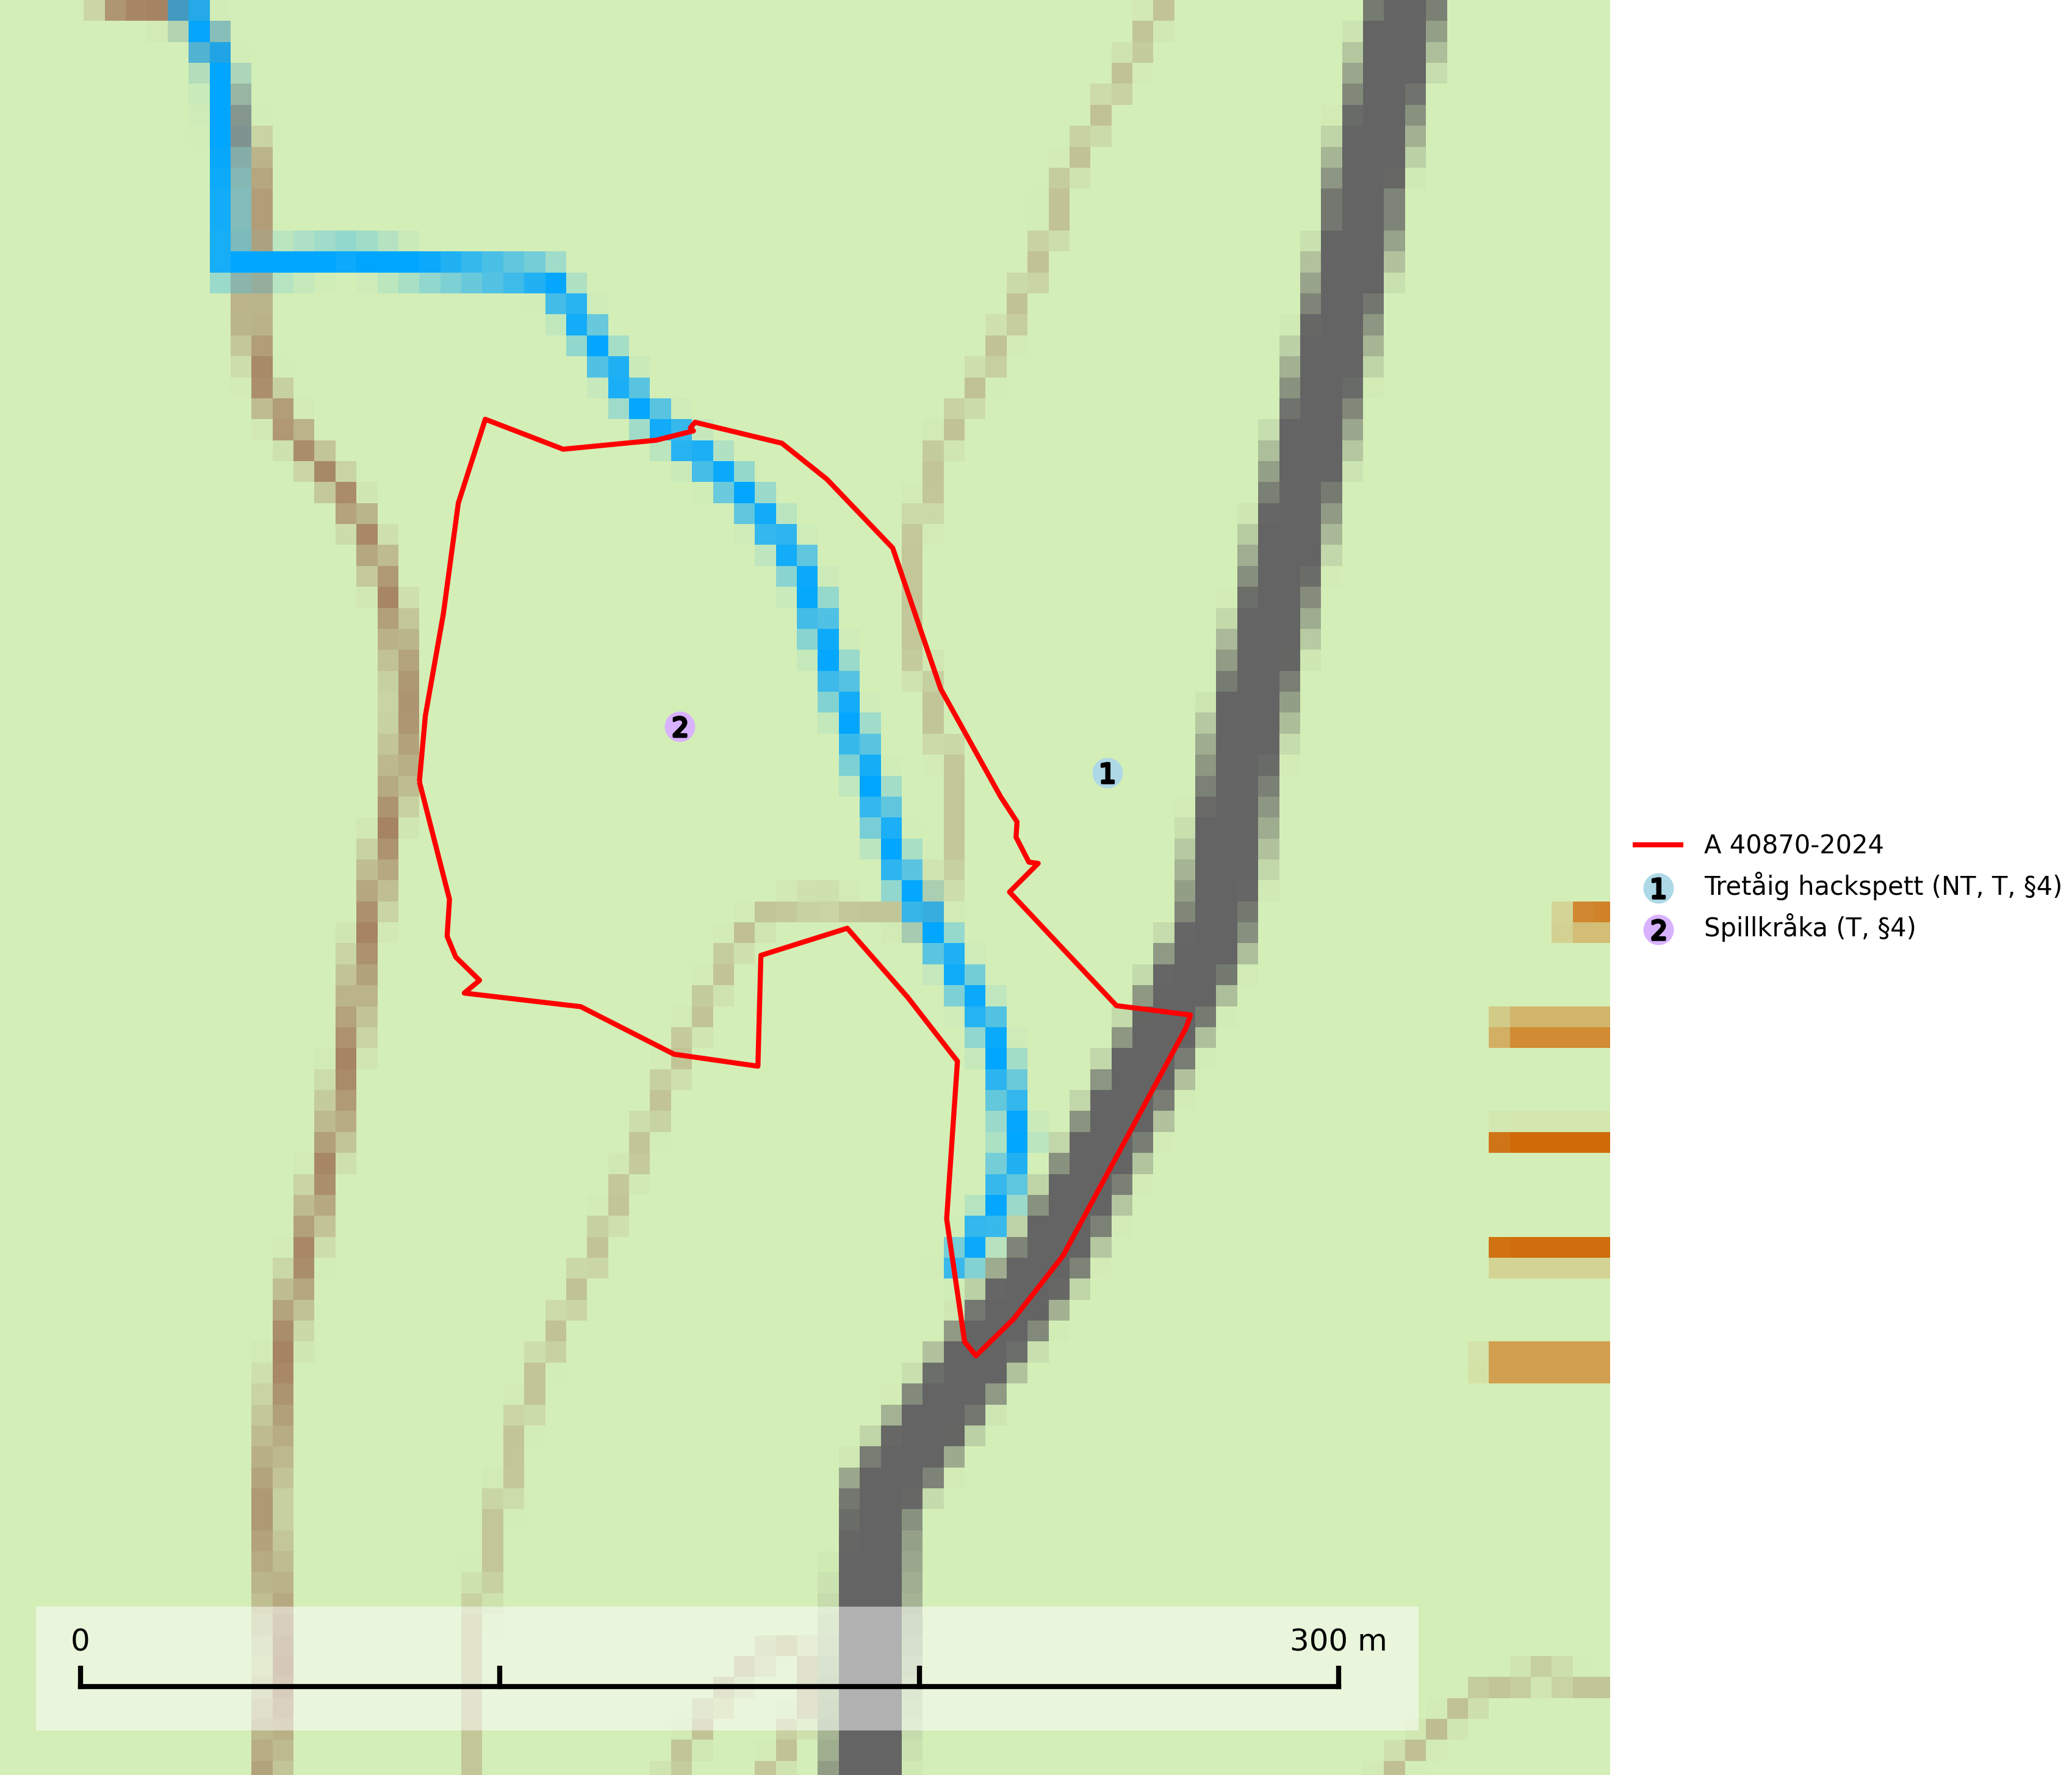 2
1
A 40870-2024
1 Tretåig hackspett (NT, T, §4)
2 Spillkråka (T, §4)
0 300 m